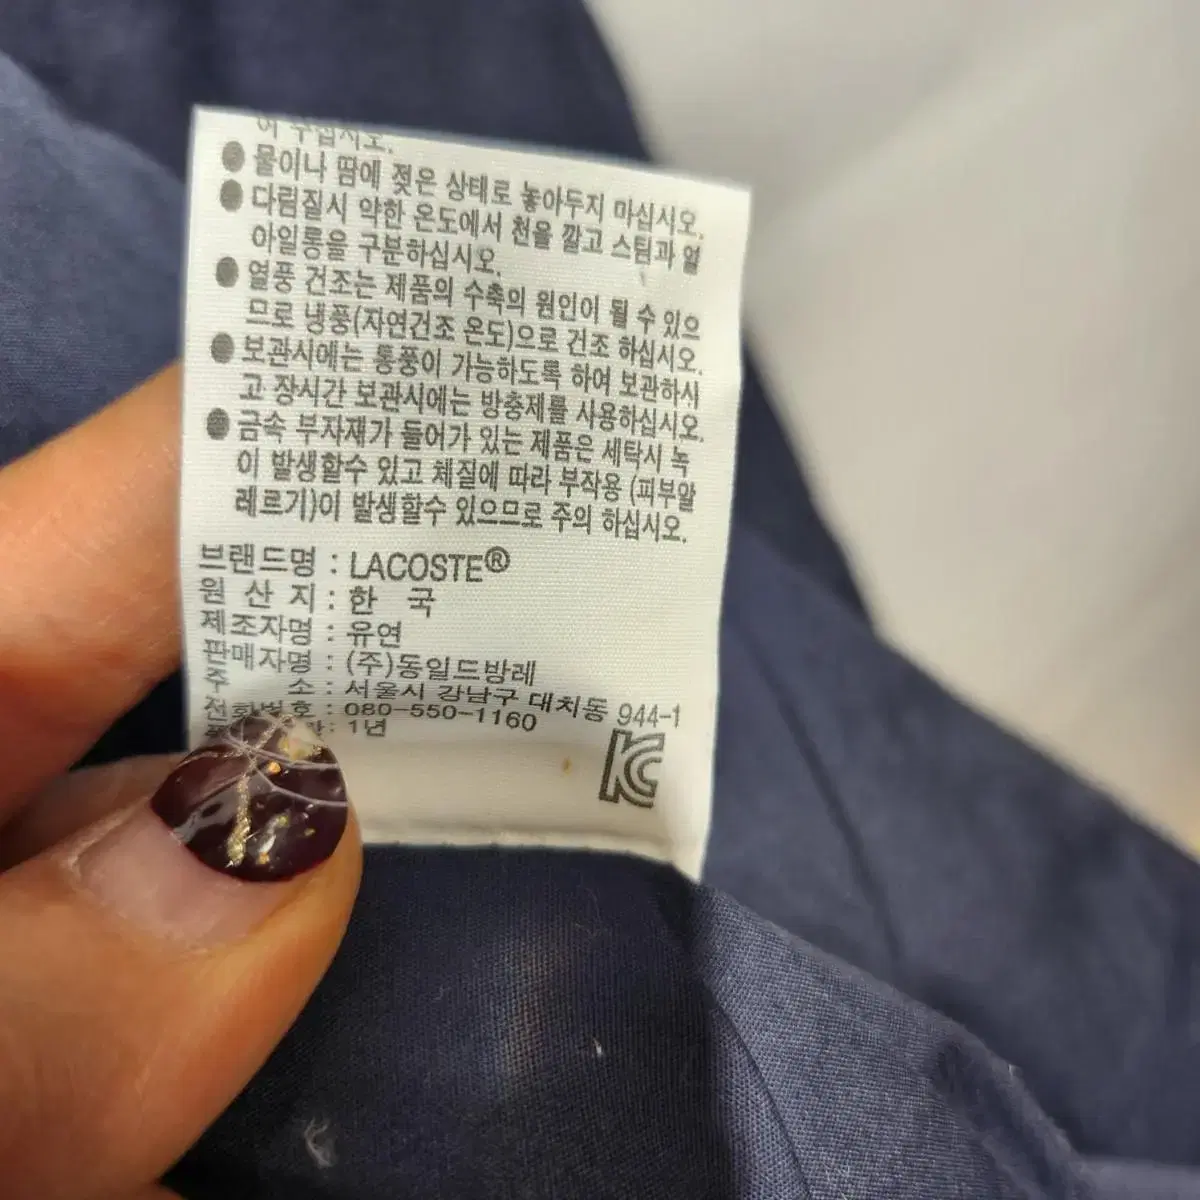 어 주십시오.
● 물이나 땀에 젖은 상태로 놓아두지 마십시오.
● 다림질시 약한 온도에서 천을 깔고 스팀과 열
아일롱을 구분하십시오.
● 열풍 건조는 제품의 수축의 원인이 될 수 있으
므로 냉풍(자연건조 온도)으로 건조 하십시오.
● 보관시에는 통풍이 가능하도록 하여 보관하시
고 장시간 보관시에는 방충제를 사용하십시오.
● 금속 부자재가 들어가 있는 제품은 세탁시 녹
이 발생할수 있고 체질에 따라 부작용 (피부알
레르기)이 발생할수 있으므로 주의 하십시오.
브랜드명 : LACOSTE®
원 산 지 : 한 국
제조자명 : 유연
판매자명 : (주)동일드방레
주 소 : 서울시 강남구 대치동 944-1
전화번호 : 080-550-1160
: 1년
KC